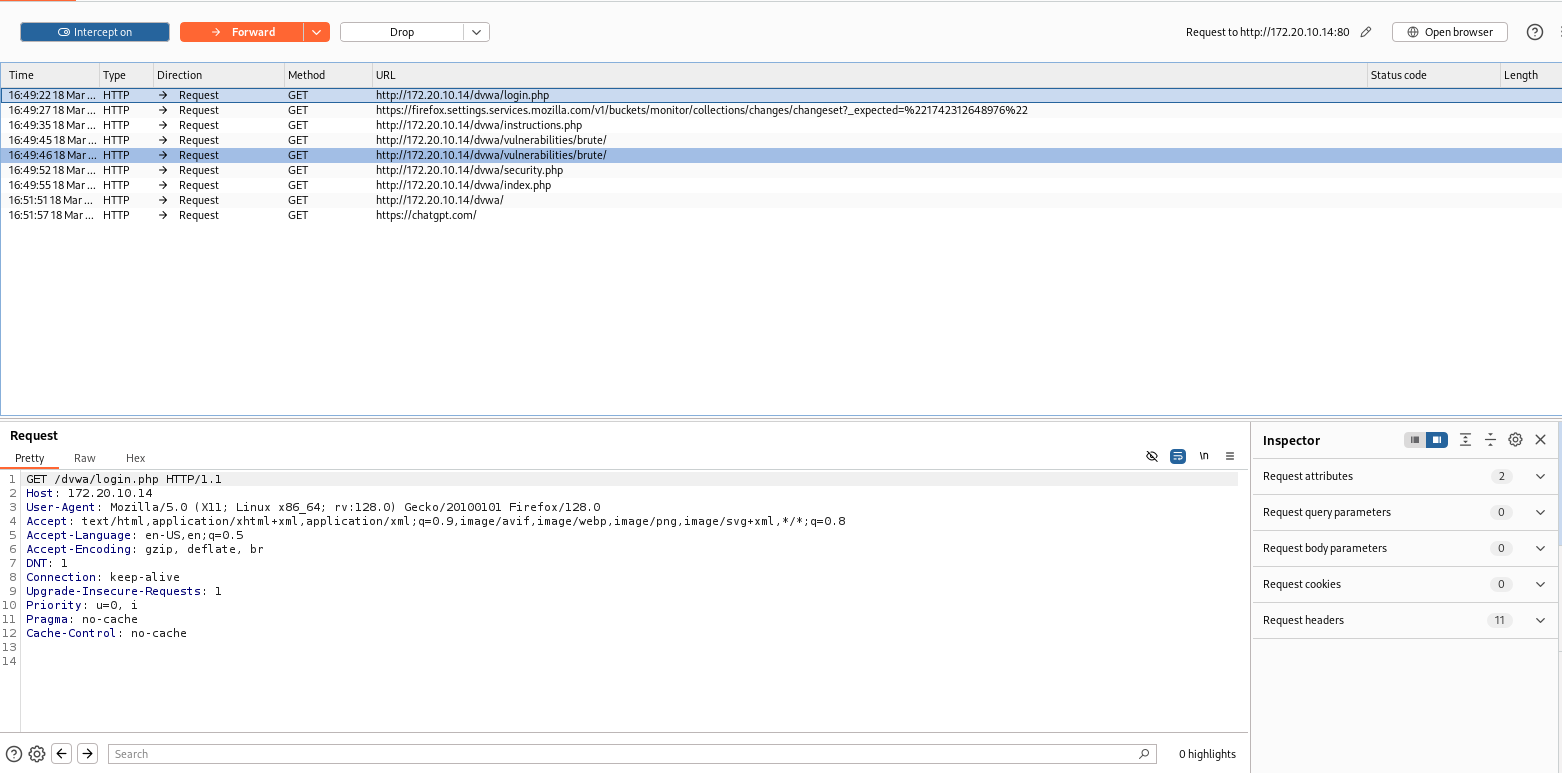 Intercept on Forward Drop Request to http://172.20.10.14:80 Open browser
Time Type Direction Method URL Status code Length
16:49:22 18 Mar ... HTTP → Request GET http://172.20.10.14/dvwa/login.php
16:49:27 18 Mar ... HTTP → Request GET https://firefox.settings.services.mozilla.com/v1/buckets/monitor/collections/changes/changeset?_expected=%221742312648976%22
16:49:35 18 Mar ... HTTP → Request GET http://172.20.10.14/dvwa/instructions.php
16:49:45 18 Mar ... HTTP → Request GET http://172.20.10.14/dvwa/vulnerabilities/brute/
16:49:46 18 Mar ... HTTP → Request GET http://172.20.10.14/dvwa/vulnerabilities/brute/
16:49:52 18 Mar ... HTTP → Request GET http://172.20.10.14/dvwa/security.php
16:49:55 18 Mar ... HTTP → Request GET http://172.20.10.14/dvwa/index.php
16:51:51 18 Mar ... HTTP → Request GET http://172.20.10.14/dvwa/
16:51:57 18 Mar ... HTTP → Request GET https://chatgpt.com/
Request
Pretty Raw Hex \n
1 GET /dvwa/login.php HTTP/1.1
2 Host: 172.20.10.14
3 User-Agent: Mozilla/5.0 (X11; Linux x86_64; rv:128.0) Gecko/20100101 Firefox/128.0
4 Accept: text/html,application/xhtml+xml,application/xml;q=0.9,image/avif,image/webp,image/png,image/svg+xml,*/*;q=0.8
5 Accept-Language: en-US,en;q=0.5
6 Accept-Encoding: gzip, deflate, br
7 DNT: 1
8 Connection: keep-alive
9 Upgrade-Insecure-Requests: 1
10 Priority: u=0, i
11 Pragma: no-cache
12 Cache-Control: no-cache
13
14
Search 0 highlights
Inspector
Request attributes 2
Request query parameters 0
Request body parameters 0
Request cookies 0
Request headers 11